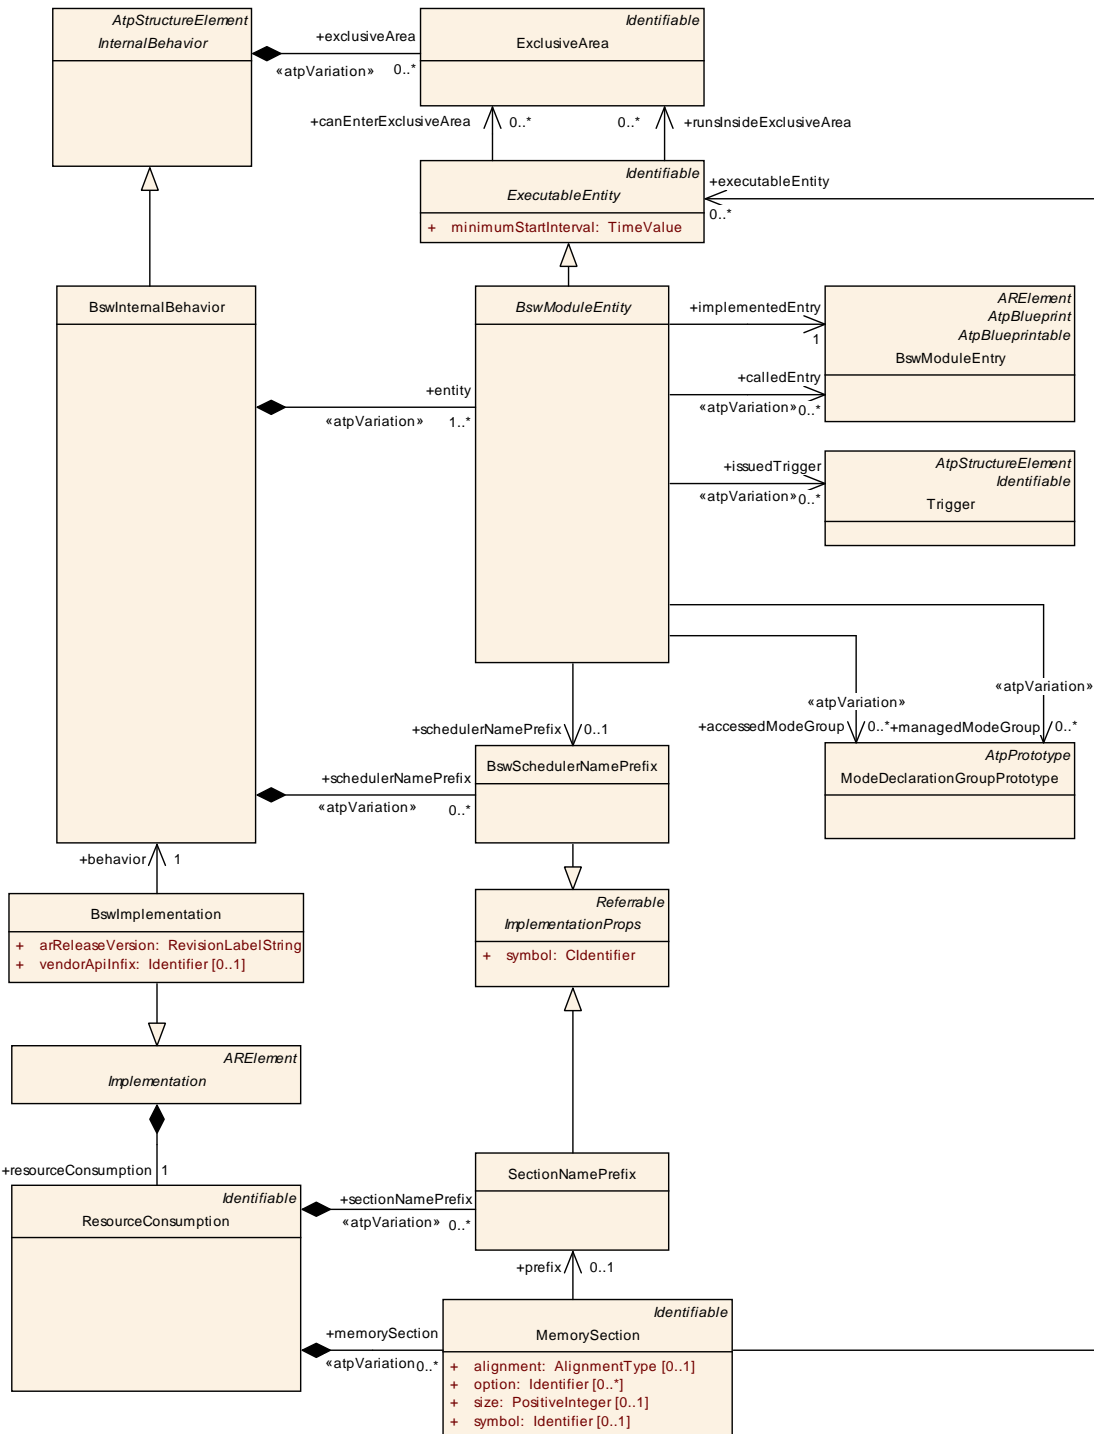 AtpStructureElement
InternalBehavior
+exclusiveArea
«atpVariation»
0..*
Identifiable
ExclusiveArea
+canEnterExclusiveArea
0..*
0..*
+runsInsideExclusiveArea
Identifiable
ExecutableEntity
+ minimumStartInterval: TimeValue
+executableEntity
0..*
BswInternalBehavior
BswModuleEntity
+implementedEntry
1
ARElement
AtpBlueprint
AtpBlueprintable
BswModuleEntry
+calledEntry
«atpVariation»
0..*
+entity
«atpVariation»
1..*
+issuedTrigger
«atpVariation»
0..*
AtpStructureElement
Identifiable
Trigger
«atpVariation»
«atpVariation»
+accessedModeGroup
0..*
+managedModeGroup
0..*
+schedulerNamePrefix
0..1
AtpPrototype
ModeDeclarationGroupPrototype
BswSchedulerNamePrefix
+schedulerNamePrefix
«atpVariation»
0..*
+behavior
1
BswImplementation
+ arReleaseVersion: RevisionLabelString
+ vendorApiInfix: Identifier [0..1]
Referrable
ImplementationProps
+ symbol: CIdentifier
ARElement
Implementation
+resourceConsumption
1
Identifiable
ResourceConsumption
+sectionNamePrefix
«atpVariation»
0..*
SectionNamePrefix
+prefix
0..1
+memorySection
«atpVariation
0..*
Identifiable
MemorySection
+ alignment: AlignmentType [0..1]
+ option: Identifier [0..*]
+ size: PositiveInteger [0..1]
+ symbol: Identifier [0..1]